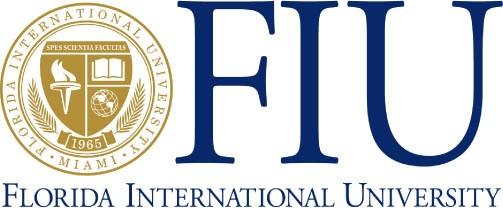 FLORIDA INTERNATIONAL UNIVERSITY
SPES SCIENTIA FACULTAS
1965
MIAMI
FIU
FLORIDA INTERNATIONAL UNIVERSITY